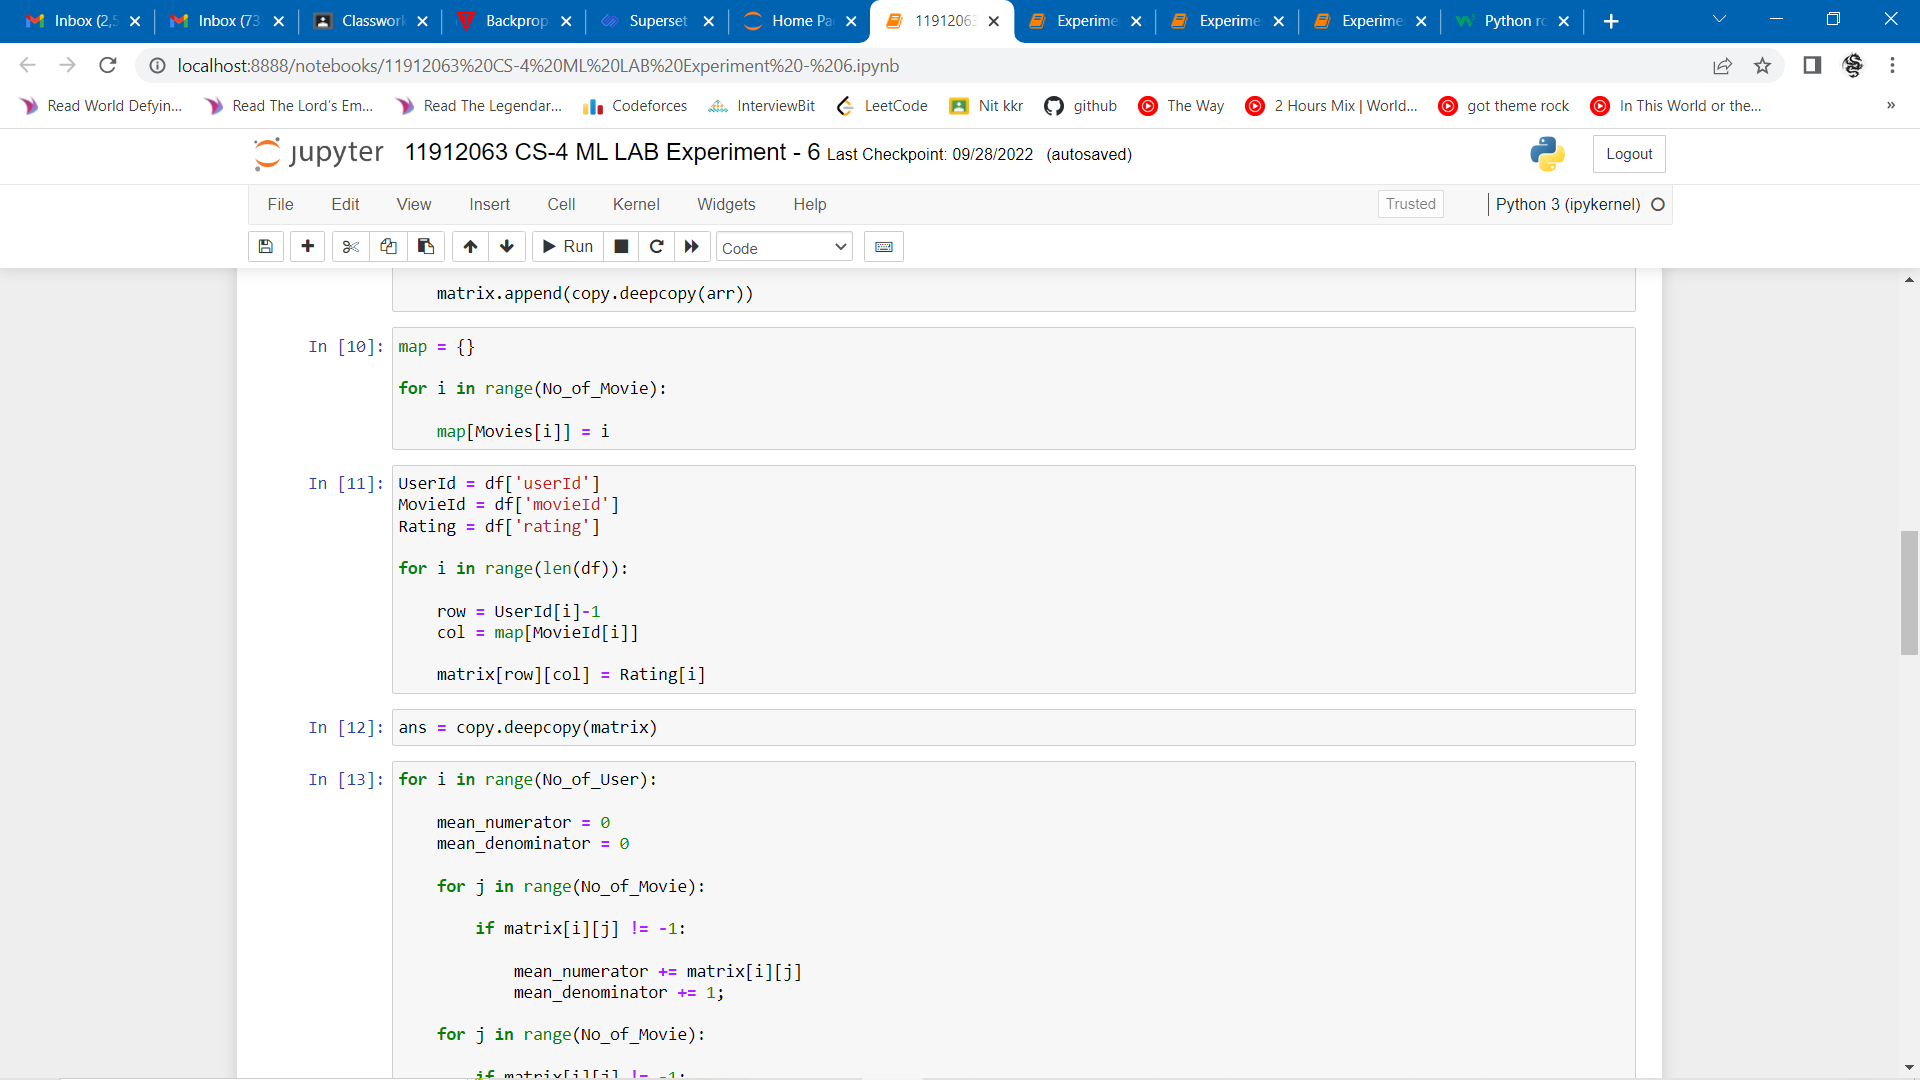 Inbox (2,5 Inbox (73 Classwork Backprop Superset Home Pa 11912063 Experime Experime Experime Python ro
localhost:8888/notebooks/11912063%20CS-4%20ML%20LAB%20Experiment%20-%206.ipynb
Read World Defyin... Read The Lord's Em... Read The Legendar... Codeforces InterviewBit LeetCode Nit kkr github The Way 2 Hours Mix | World... got theme rock In This World or the... »
jupyter 11912063 CS-4 ML LAB Experiment - 6 Last Checkpoint: 09/28/2022 (autosaved) Logout
File Edit View Insert Cell Kernel Widgets Help Trusted Python 3 (ipykernel)
Run Code
matrix.append(copy.deepcopy(arr))
In [10]: map = {}
for i in range(No_of_Movie):
map[Movies[i]] = i
In [11]: UserId = df['userId']
MovieId = df['movieId']
Rating = df['rating']
for i in range(len(df)):
row = UserId[i]-1
col = map[MovieId[i]]
matrix[row][col] = Rating[i]
In [12]: ans = copy.deepcopy(matrix)
In [13]: for i in range(No_of_User):
mean_numerator = 0
mean_denominator = 0
for j in range(No_of_Movie):
if matrix[i][j] != -1:
mean_numerator += matrix[i][j]
mean_denominator += 1;
for j in range(No_of_Movie):
if matrix[i][j] != -1: